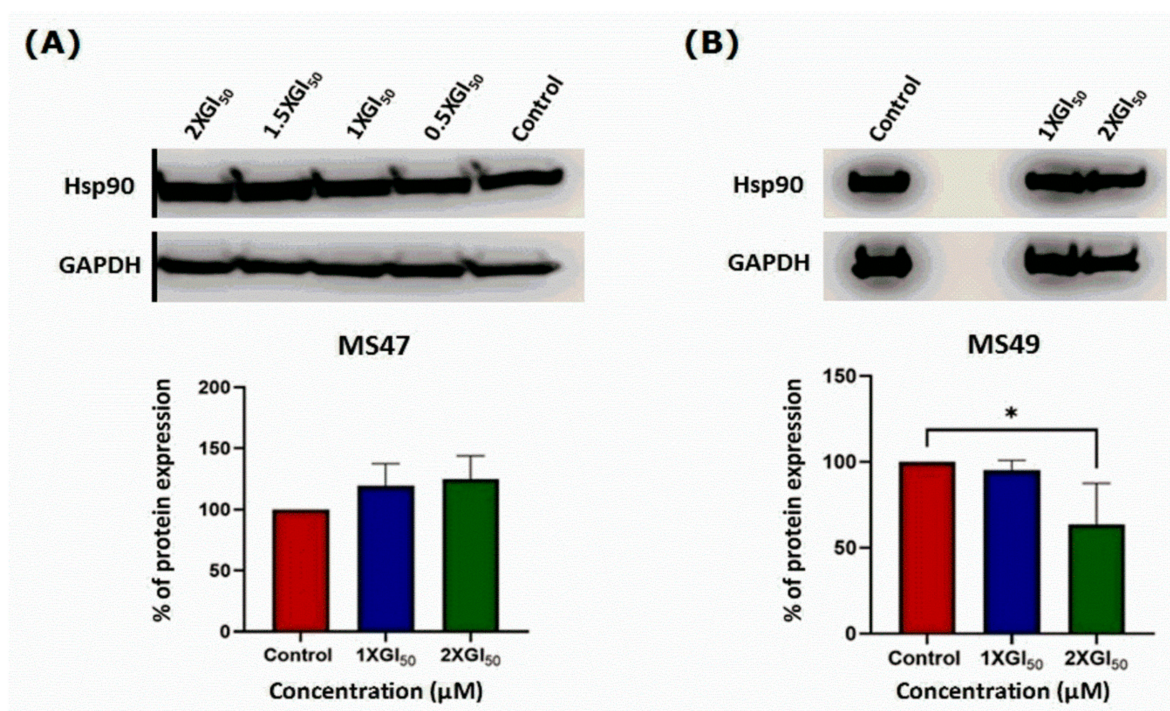 (A)
2XGI50 1.5XGI50 1XGI50 0.5XGI50 Control
Hsp90
GAPDH
MS47
% of protein expression
200
150
100
50
0
Control 1XGI50 2XGI50
Concentration (µM)
(B)
Control 1XGI50 2XGI50
Hsp90
GAPDH
MS49
% of protein expression
150
100
50
0
*
Control 1XGI50 2XGI50
Concentration (µM)